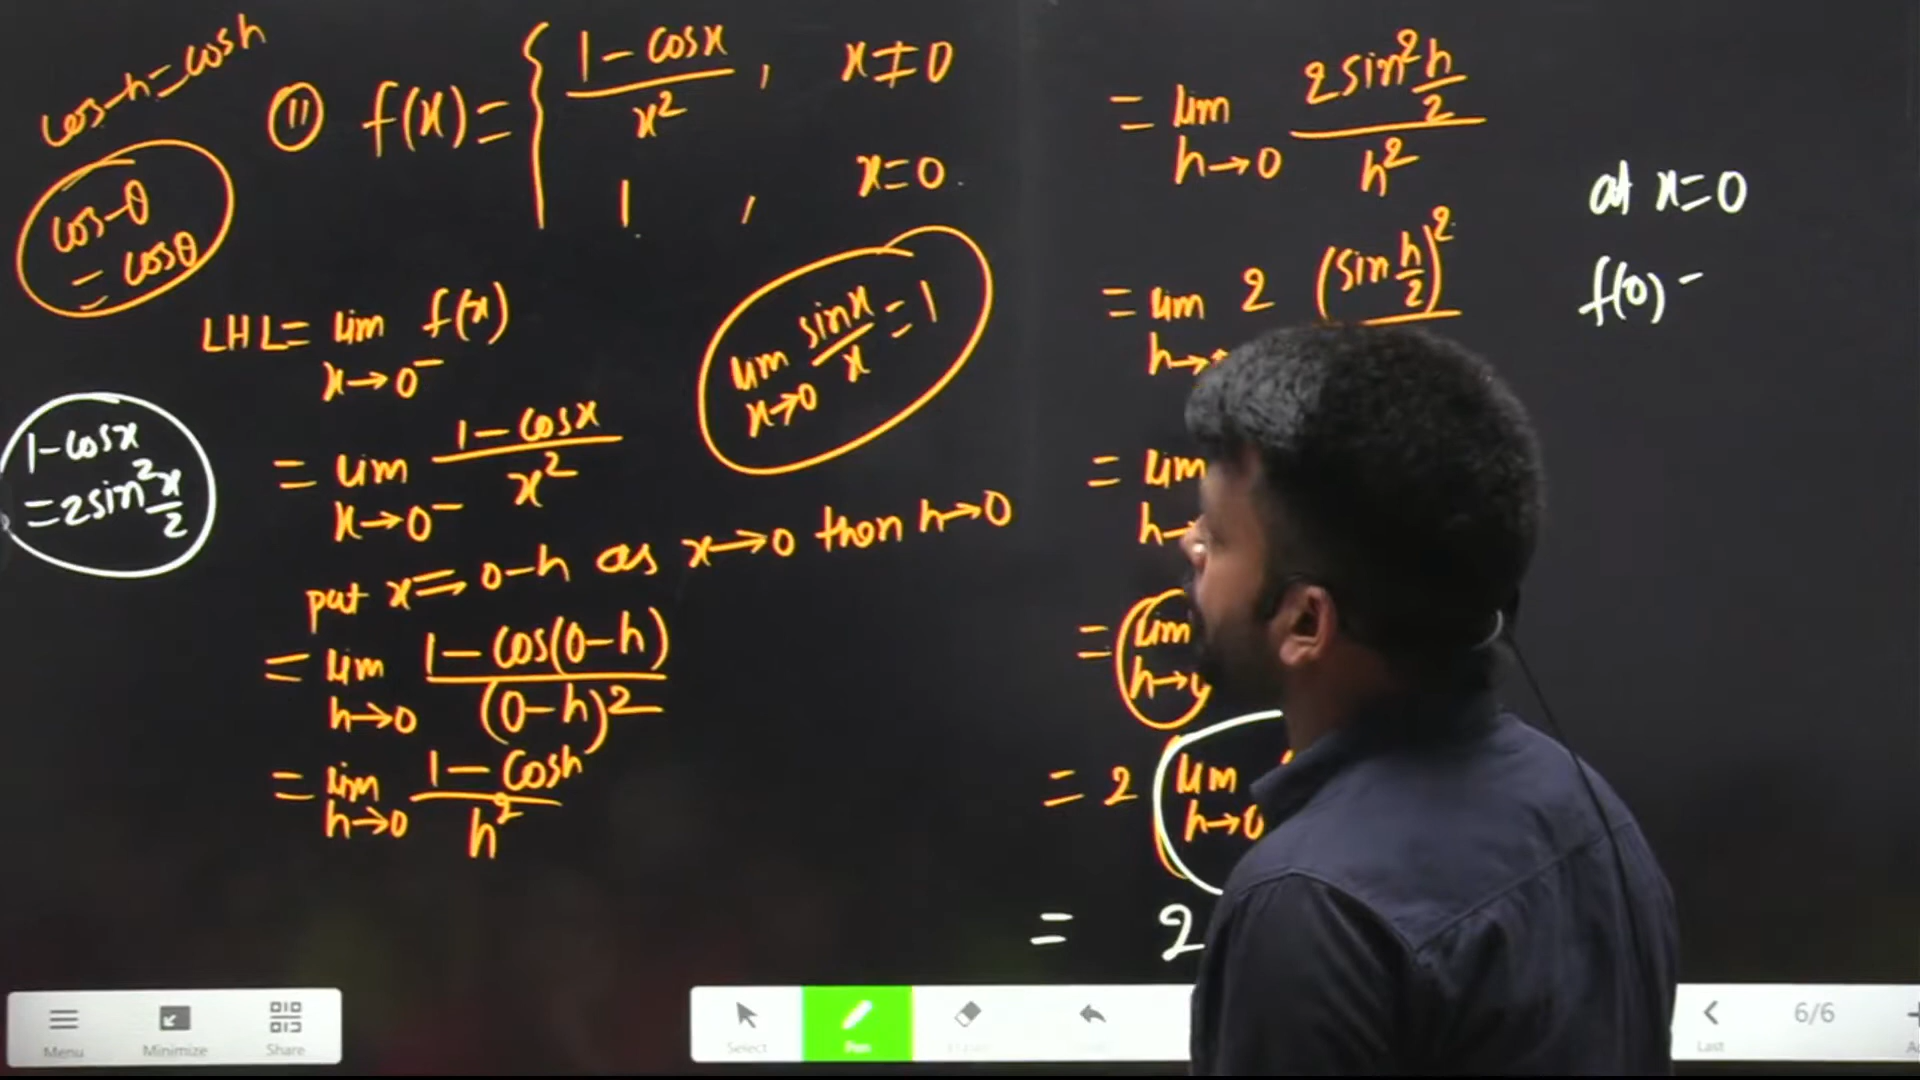 cos-h=cosh
(11) f(x)= { 1-cosx / x² , x≠0
1 , x=0
cos-θ
= cosθ
LHL= lim x→0⁻ f(x)
lim x→0 sinx/x =1
1-cosx
=2sin²x/2
= lim x→0⁻ 1-cosx / x²
put x= 0-h as x→0 then h→0
= lim h→0 1-cos(0-h) / (0-h)²
= lim h→0 1-cosh / h²
= lim h→0 2sin²h/2 / h²
= lim 2 (sin h/2)²
h→
= lim
h→
= lim
h→
= 2 lim
h→0
= 2
at x=0
f(0) -
Menu
Minimize
Share
Select
Pen
6/6
Last